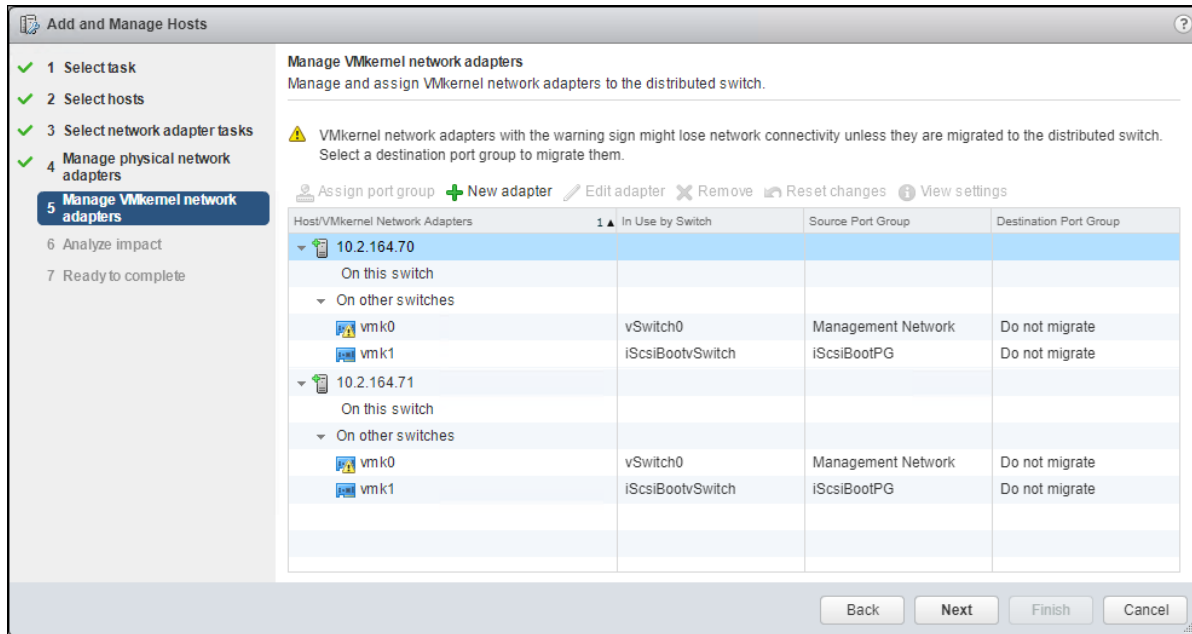 Add and Manage Hosts
?
1 Select task
2 Select hosts
3 Select network adapter tasks
4 Manage physical network
adapters
5 Manage VMkernel network
adapters
6 Analyze impact
7 Ready to complete
Manage VMkernel network adapters
Manage and assign VMkernel network adapters to the distributed switch.
VMkernel network adapters with the warning sign might lose network connectivity unless they are migrated to the distributed switch.
Select a destination port group to migrate them.
Assign port group New adapter Edit adapter Remove Reset changes View settings
Host/VMkernel Network Adapters 1 ▲ In Use by Switch Source Port Group Destination Port Group
10.2.164.70
On this switch
On other switches
vmk0 vSwitch0 Management Network Do not migrate
vmk1 iScsiBootvSwitch iScsiBootPG Do not migrate
10.2.164.71
On this switch
On other switches
vmk0 vSwitch0 Management Network Do not migrate
vmk1 iScsiBootvSwitch iScsiBootPG Do not migrate
Back Next Finish Cancel